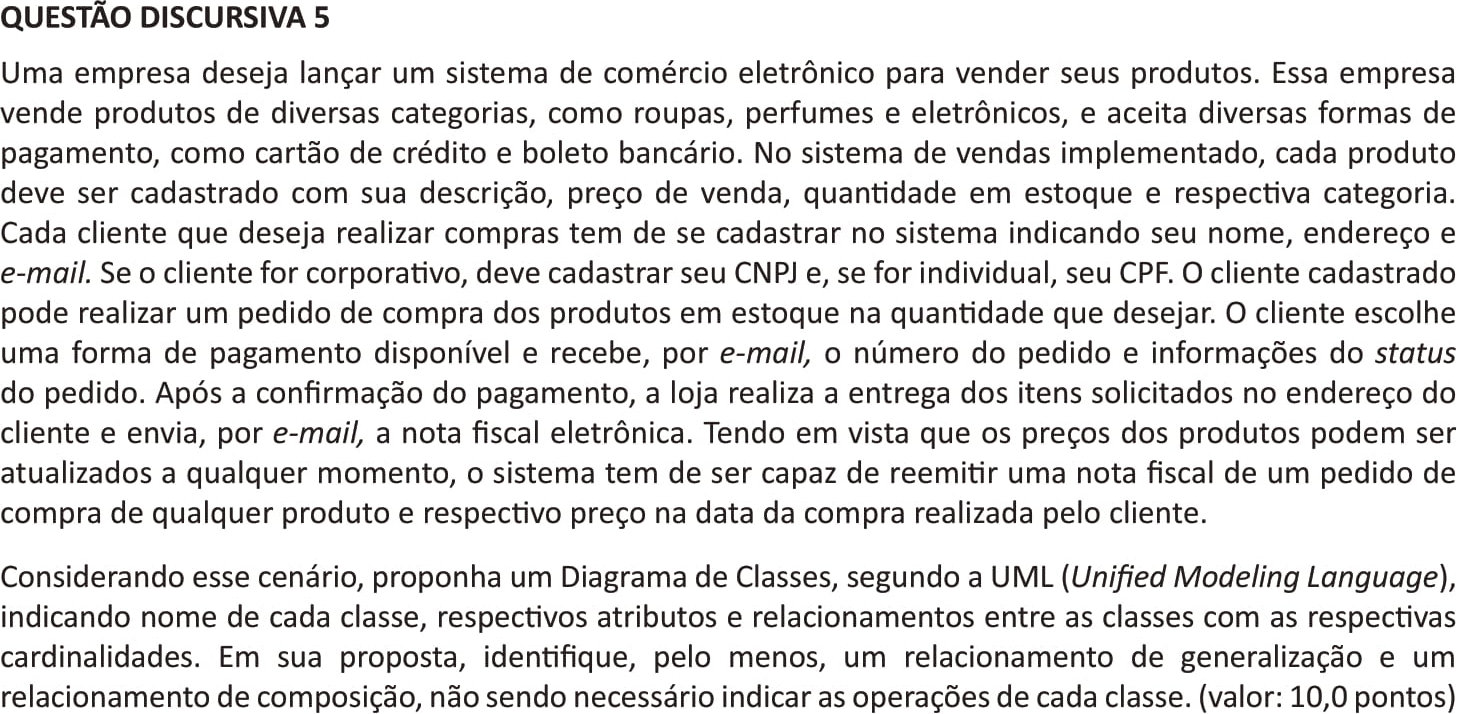 QUESTÃO DISCURSIVA 5
Uma empresa deseja lançar um sistema de comércio eletrônico para vender seus produtos. Essa empresa
vende produtos de diversas categorias, como roupas, perfumes e eletrônicos, e aceita diversas formas de
pagamento, como cartão de crédito e boleto bancário. No sistema de vendas implementado, cada produto
deve ser cadastrado com sua descrição, preço de venda, quantidade em estoque e respectiva categoria.
Cada cliente que deseja realizar compras tem de se cadastrar no sistema indicando seu nome, endereço e
e-mail. Se o cliente for corporativo, deve cadastrar seu CNPJ e, se for individual, seu CPF. O cliente cadastrado
pode realizar um pedido de compra dos produtos em estoque na quantidade que desejar. O cliente escolhe
uma forma de pagamento disponível e recebe, por e-mail, o número do pedido e informações do status
do pedido. Após a confirmação do pagamento, a loja realiza a entrega dos itens solicitados no endereço do
cliente e envia, por e-mail, a nota fiscal eletrônica. Tendo em vista que os preços dos produtos podem ser
atualizados a qualquer momento, o sistema tem de ser capaz de reemitir uma nota fiscal de um pedido de
compra de qualquer produto e respectivo preço na data da compra realizada pelo cliente.
Considerando esse cenário, proponha um Diagrama de Classes, segundo a UML (Unified Modeling Language),
indicando nome de cada classe, respectivos atributos e relacionamentos entre as classes com as respectivas
cardinalidades. Em sua proposta, identifique, pelo menos, um relacionamento de generalização e um
relacionamento de composição, não sendo necessário indicar as operações de cada classe. (valor: 10,0 pontos)